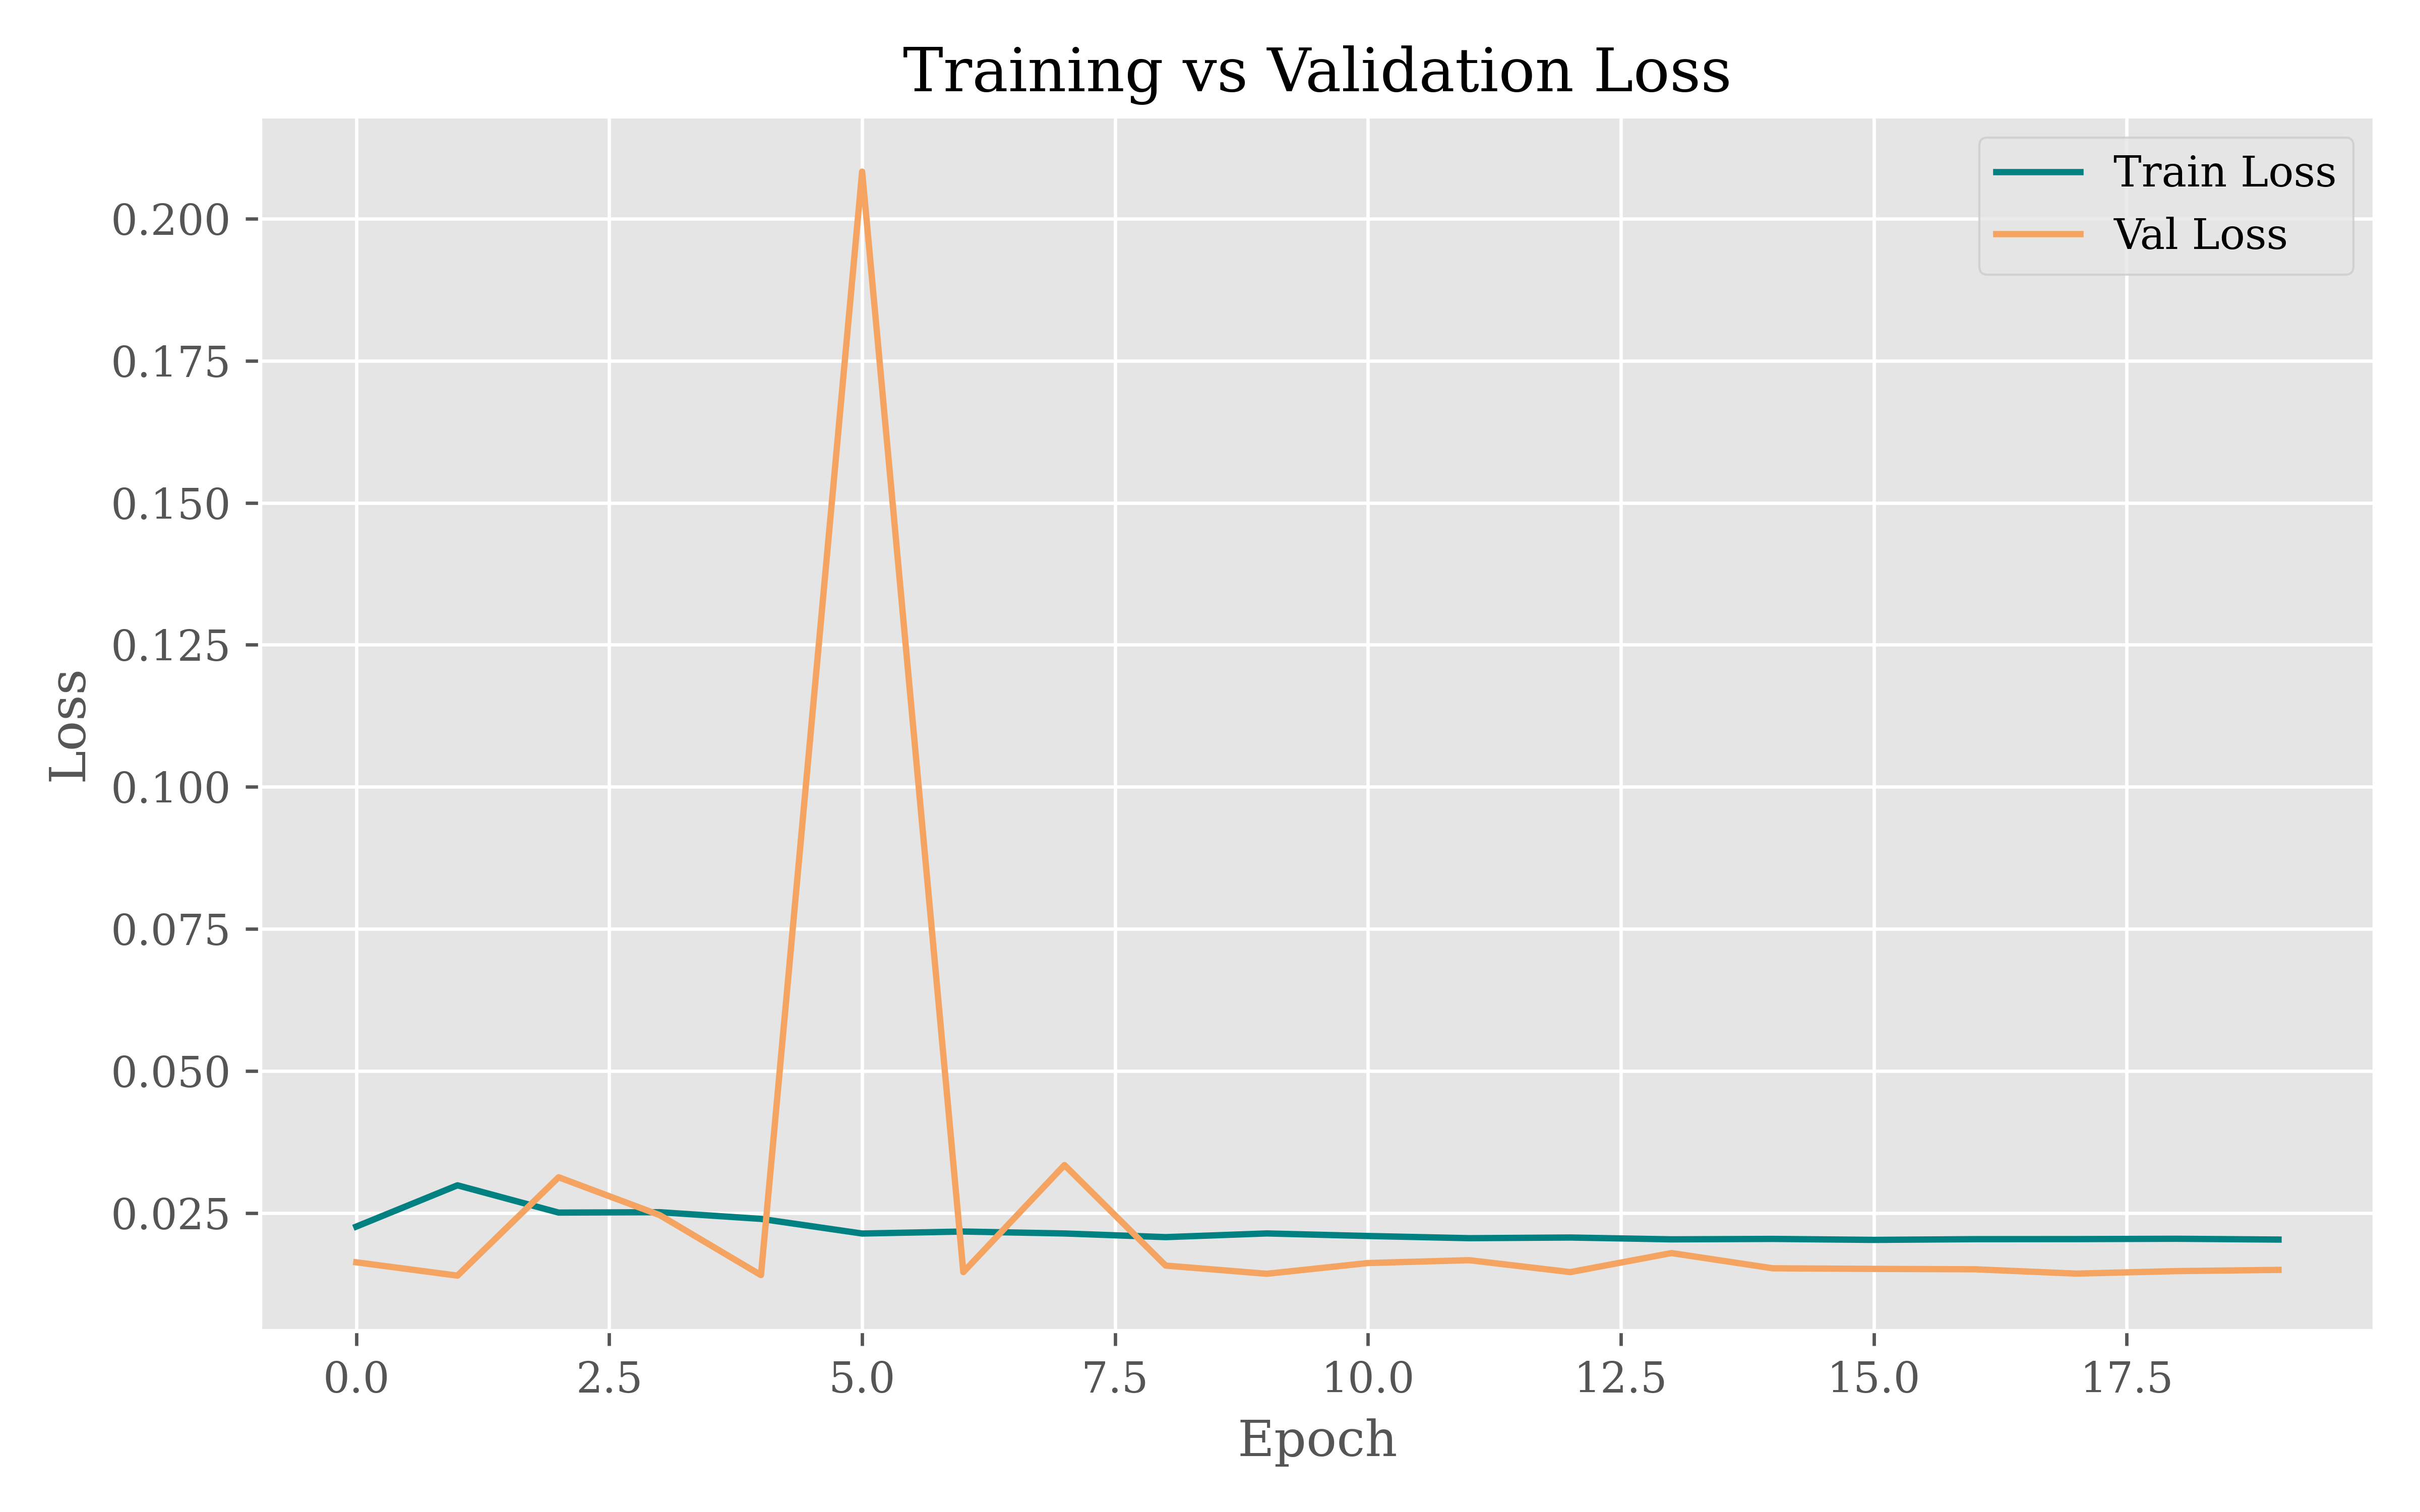 Training vs Validation Loss
Train Loss
Val Loss
0.200
0.175
0.150
0.125
0.100
0.075
0.050
0.025
Loss
0.0 2.5 5.0 7.5 10.0 12.5 15.0 17.5
Epoch